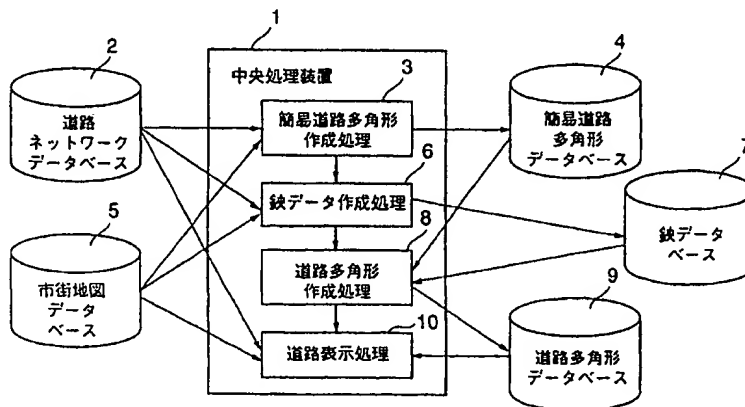 1
2
道路
ネットワーク
データベース
中央処理装置
3
簡易道路多角形
作成処理
4
簡易道路
多角形
データベース
6
鋏データ作成処理
7
鋏データ
ベース
5
市街地図
データ
ベース
8
道路多角形
作成処理
9
道路多角形
データベース
10
道路表示処理